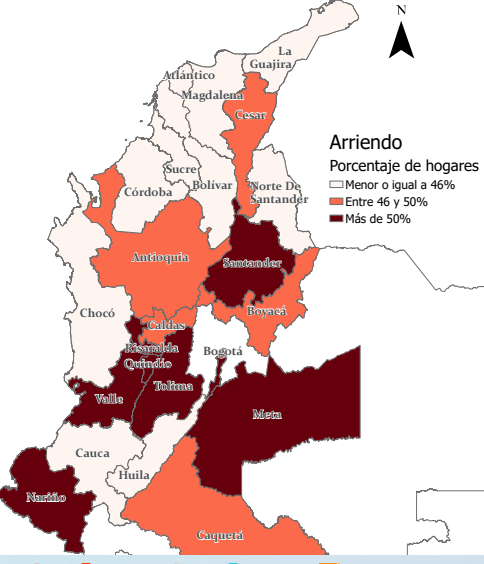 N
La
Guajira
Atlántico
Magdalena
Cesar
Arriendo
Porcentaje de hogares
Menor o igual a 46%
Entre 46 y 50%
Más de 50%
Sucre
Córdoba
Bolívar
Norte De
Santander
Antioquia
Santander
Chocó
Boyacá
Caldas
Risaralda
Bogotá
Quindío
Tolima
Valle
Meta
Cauca
Huila
Nariño
Caquetá